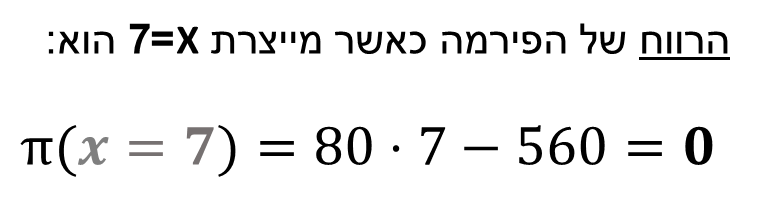 הרווח של הפירמה כאשר מייצרת 7=X הוא:
π(x = 7) = 80 · 7 − 560 = 0